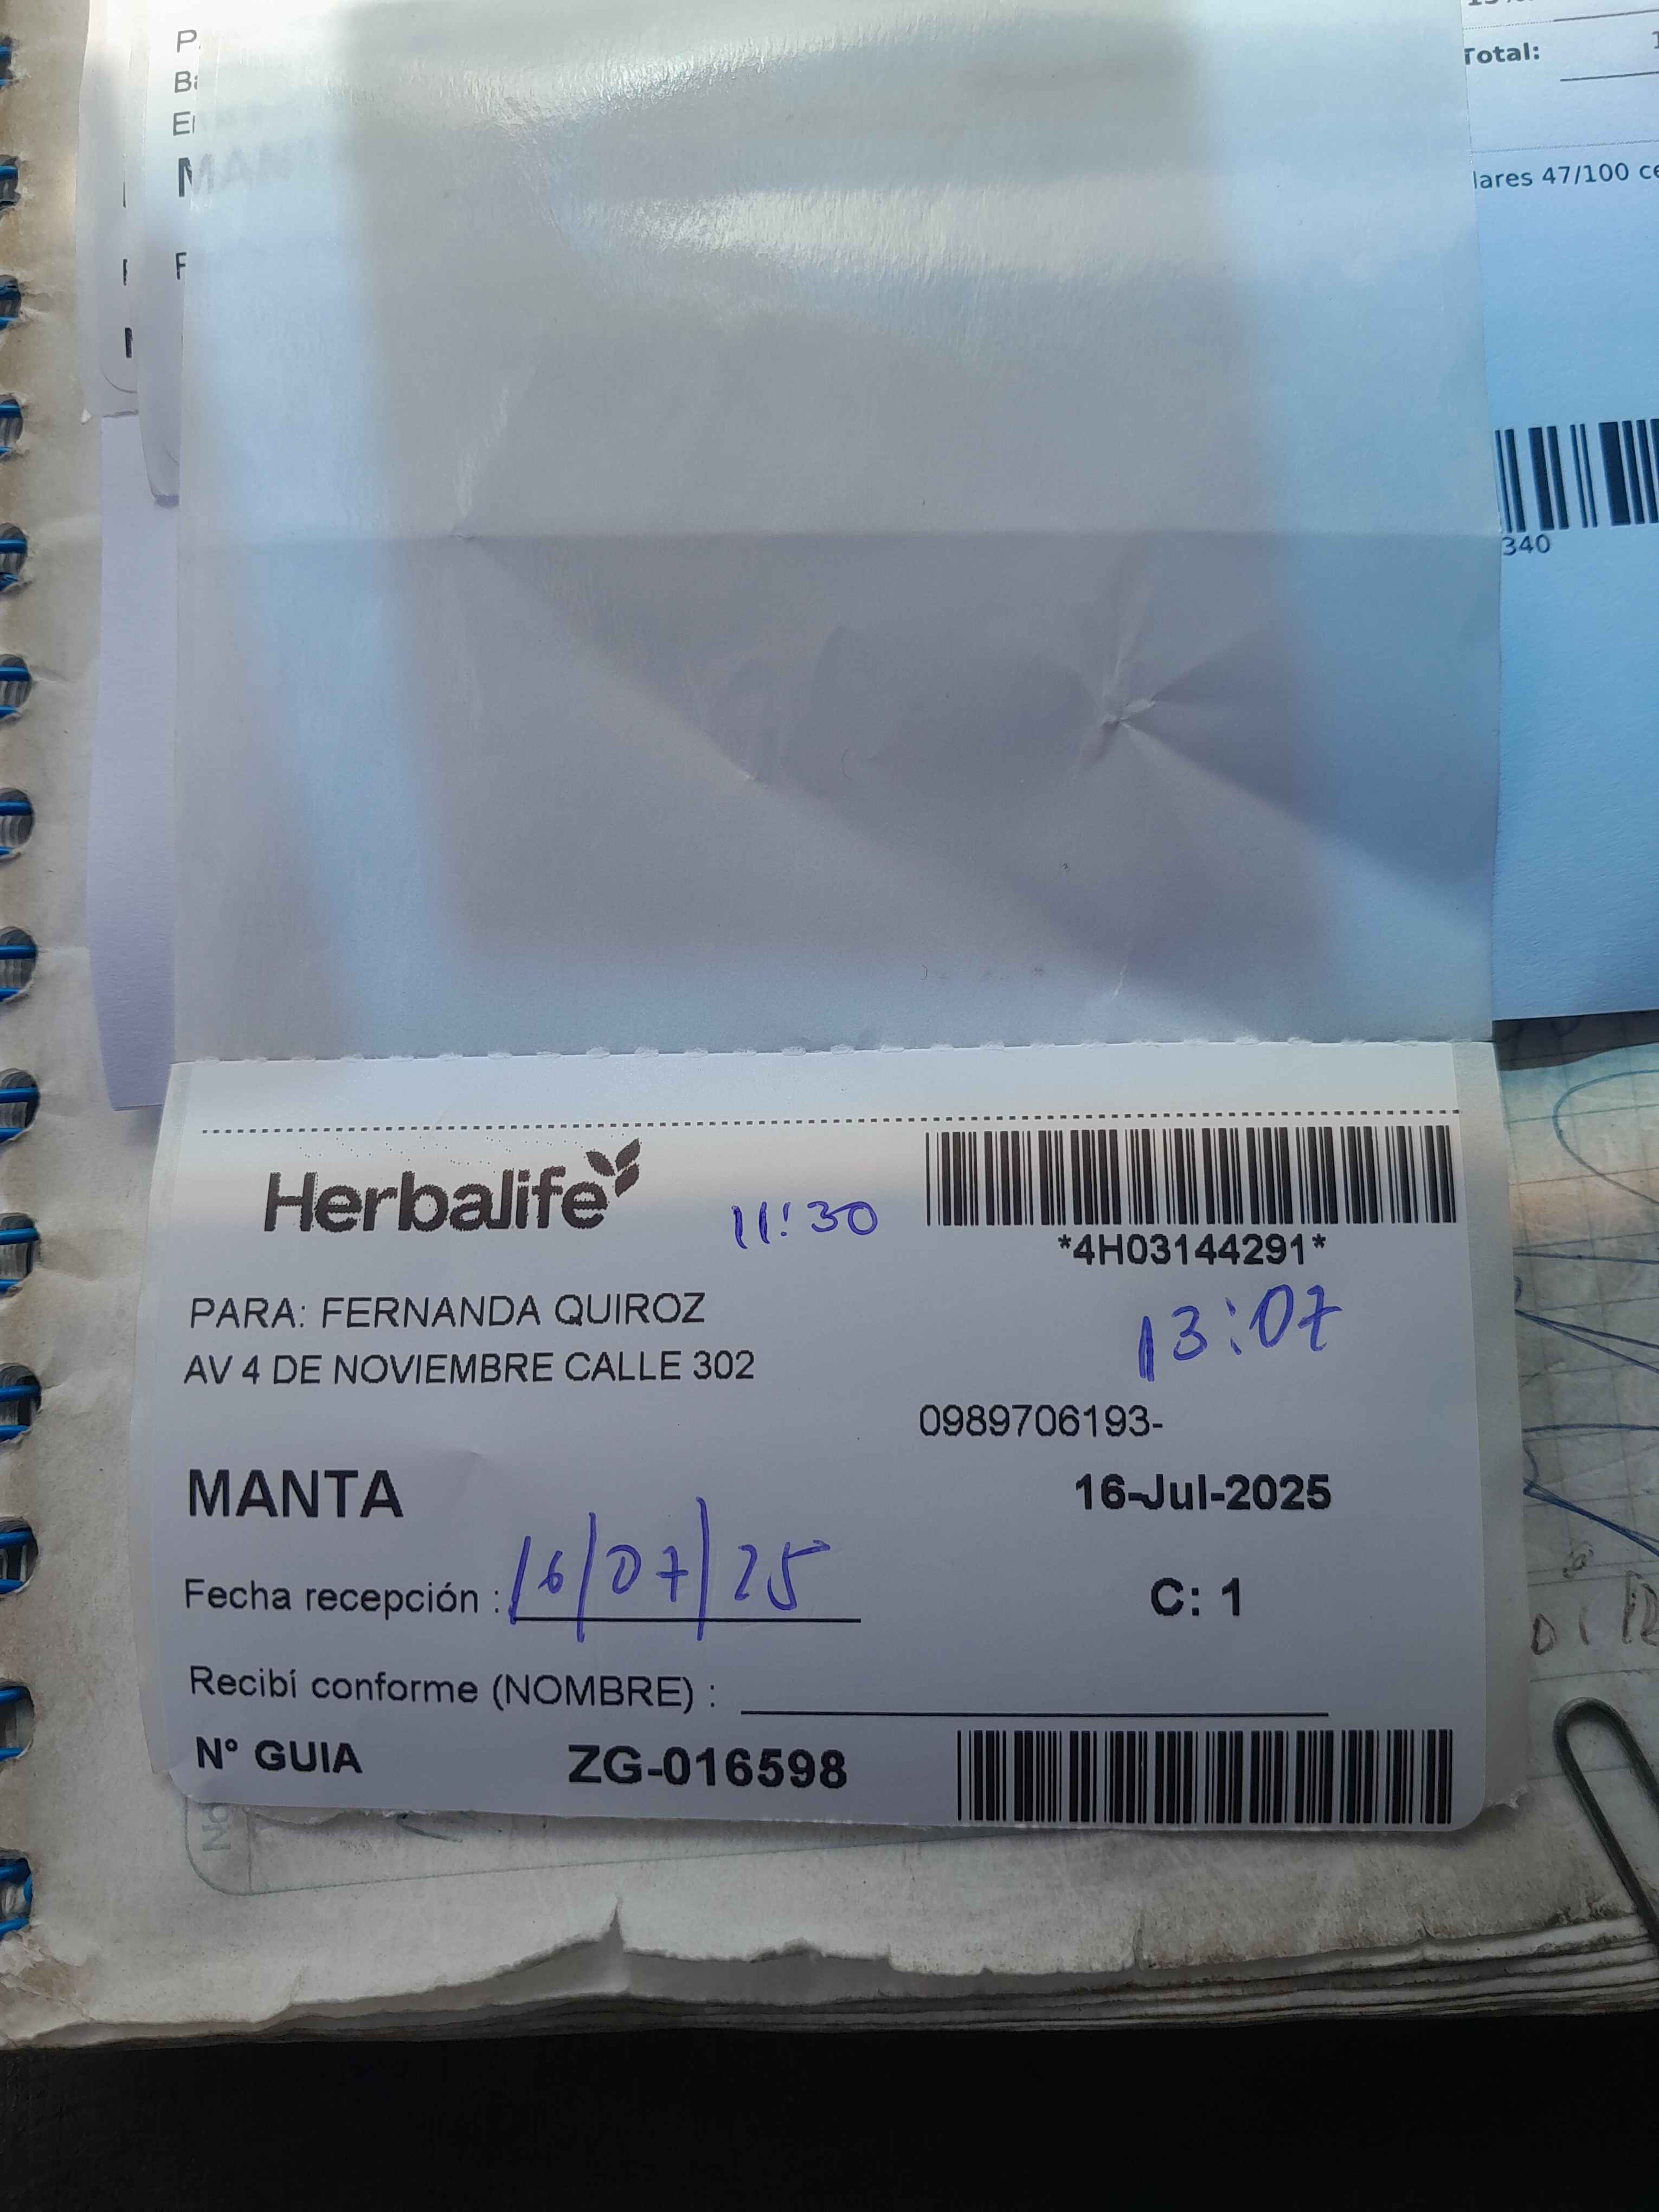 Total:
lares 47/100 ce
340
Herbalife
11:30
*4H03144291*
PARA: FERNANDA QUIROZ
13:07
AV 4 DE NOVIEMBRE CALLE 302
0989706193-
MANTA
16-Jul-2025
Fecha recepción : 16/07/25
C: 1
Recibí conforme (NOMBRE) :
N° GUIA ZG-016598